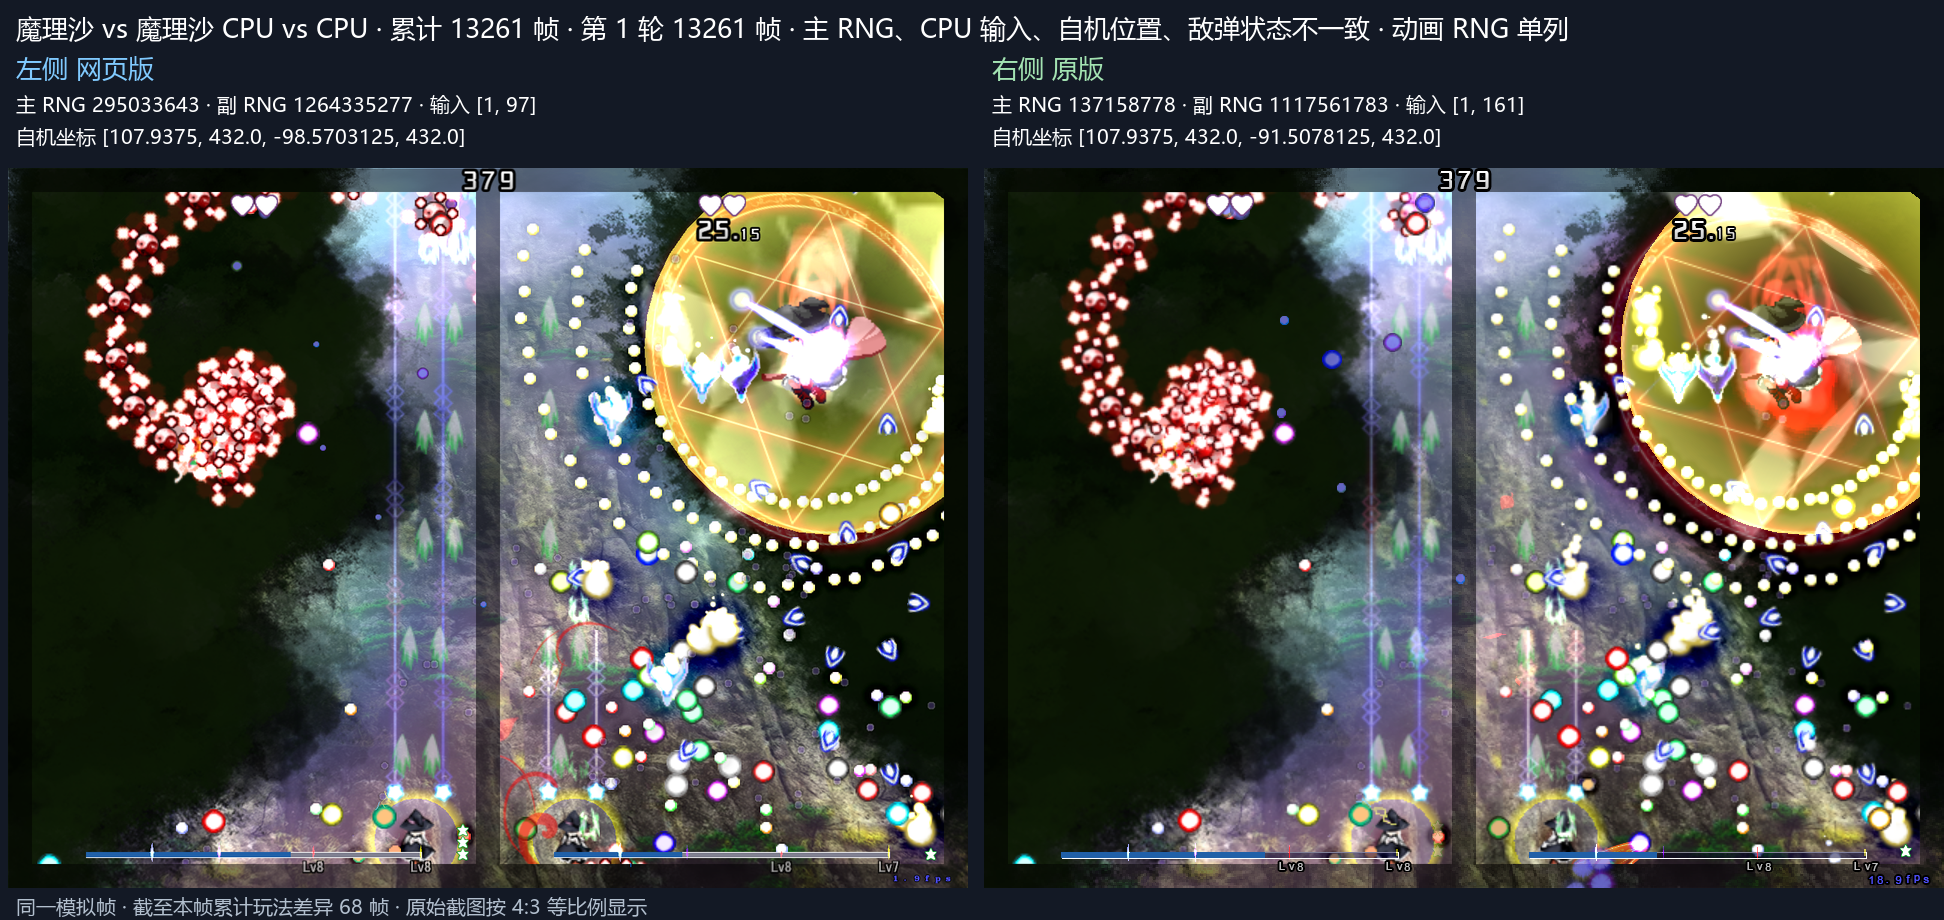 魔理沙 vs 魔理沙 CPU vs CPU · 累计 13261 帧 · 第 1 轮 13261 帧 · 主 RNG、CPU 输入、自机位置、敌弹状态不一致 · 动画 RNG 单列
左侧 网页版
主 RNG 295033643 · 副 RNG 1264335277 · 输入 [1, 97]
自机坐标 [107.9375, 432.0, -98.5703125, 432.0]
右侧 原版
主 RNG 137158778 · 副 RNG 1117561783 · 输入 [1, 161]
自机坐标 [107.9375, 432.0, -91.5078125, 432.0]
379
25.15
Lv8
Lv8
Lv8
Lv7
1.9fps
379
25.15
Lv8
Lv8
Lv8
Lv7
18.9fps
同一模拟帧 · 截至本帧累计玩法差异 68 帧 · 原始截图按 4:3 等比例显示